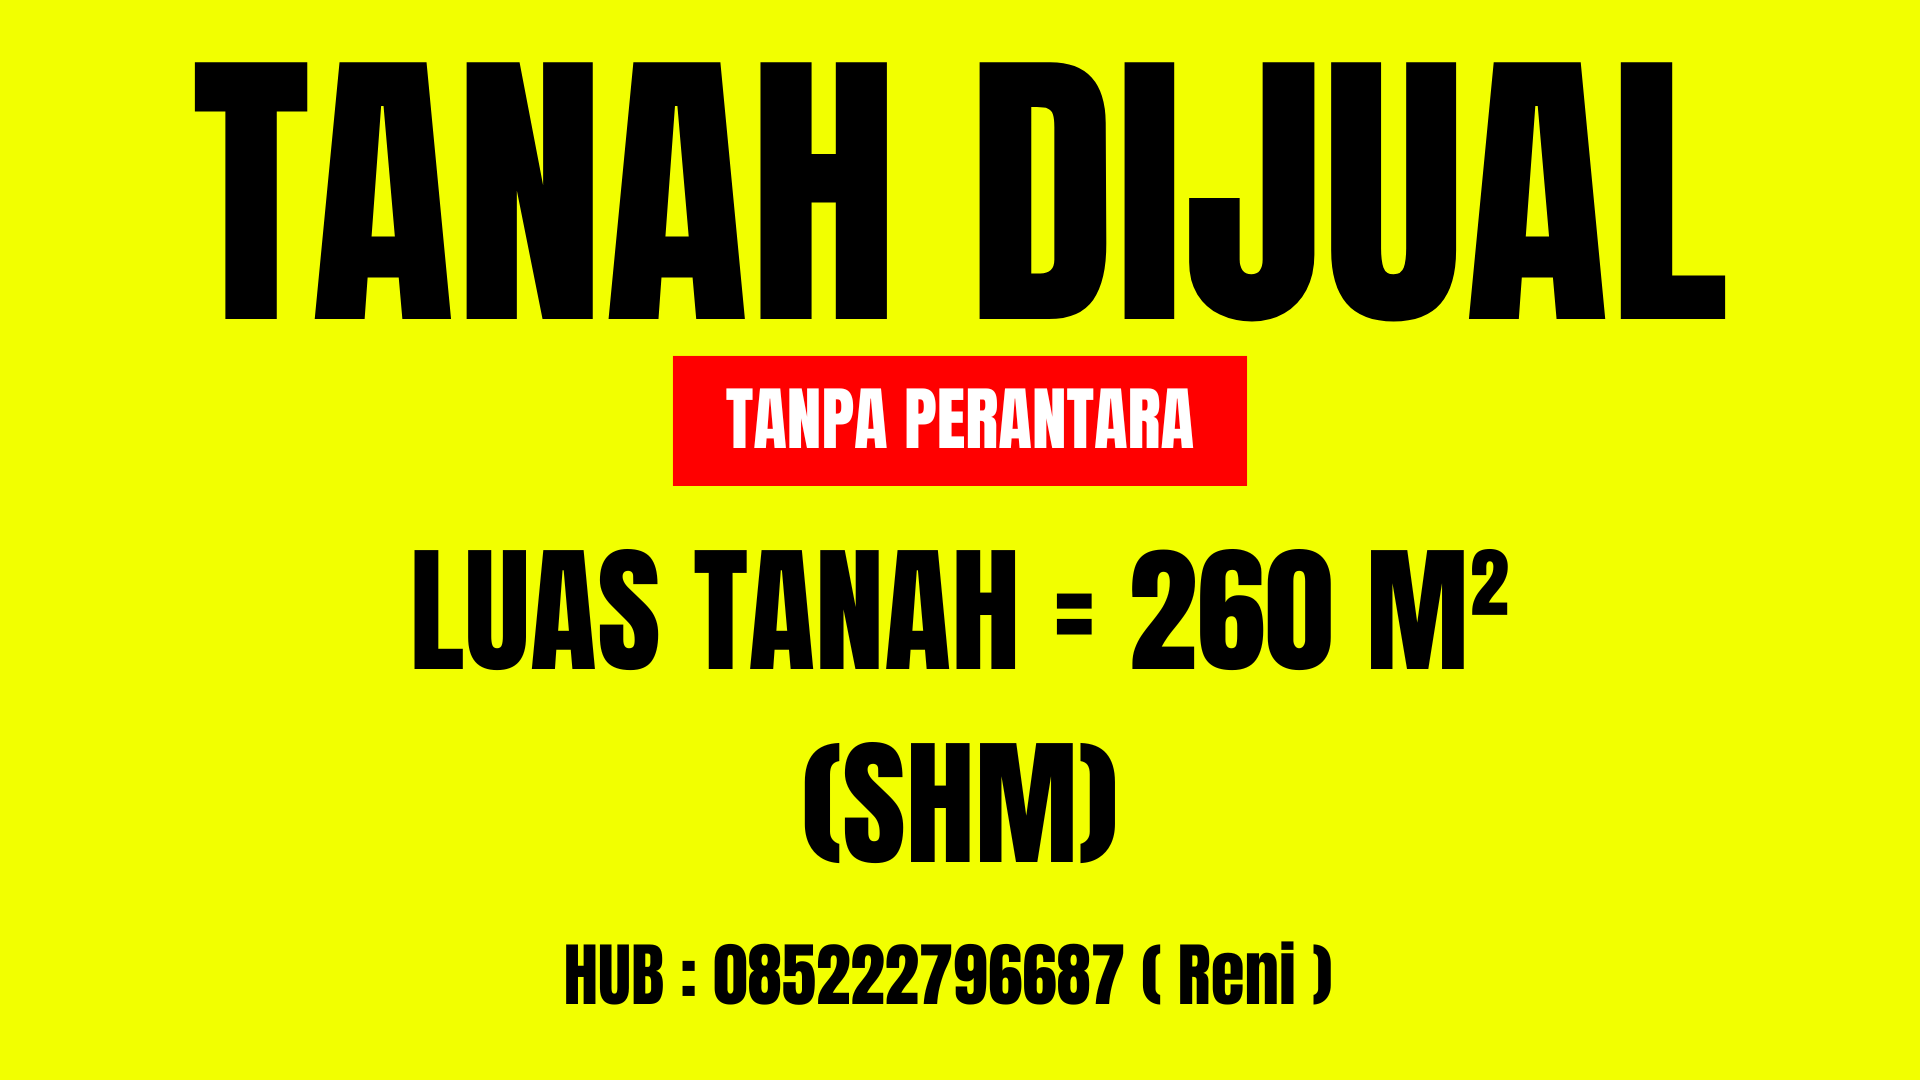 TANAH DIJUAL
TANPA PERANTARA
LUAS TANAH = 260 M²
(SHM)
HUB : 085222796687 ( Reni )